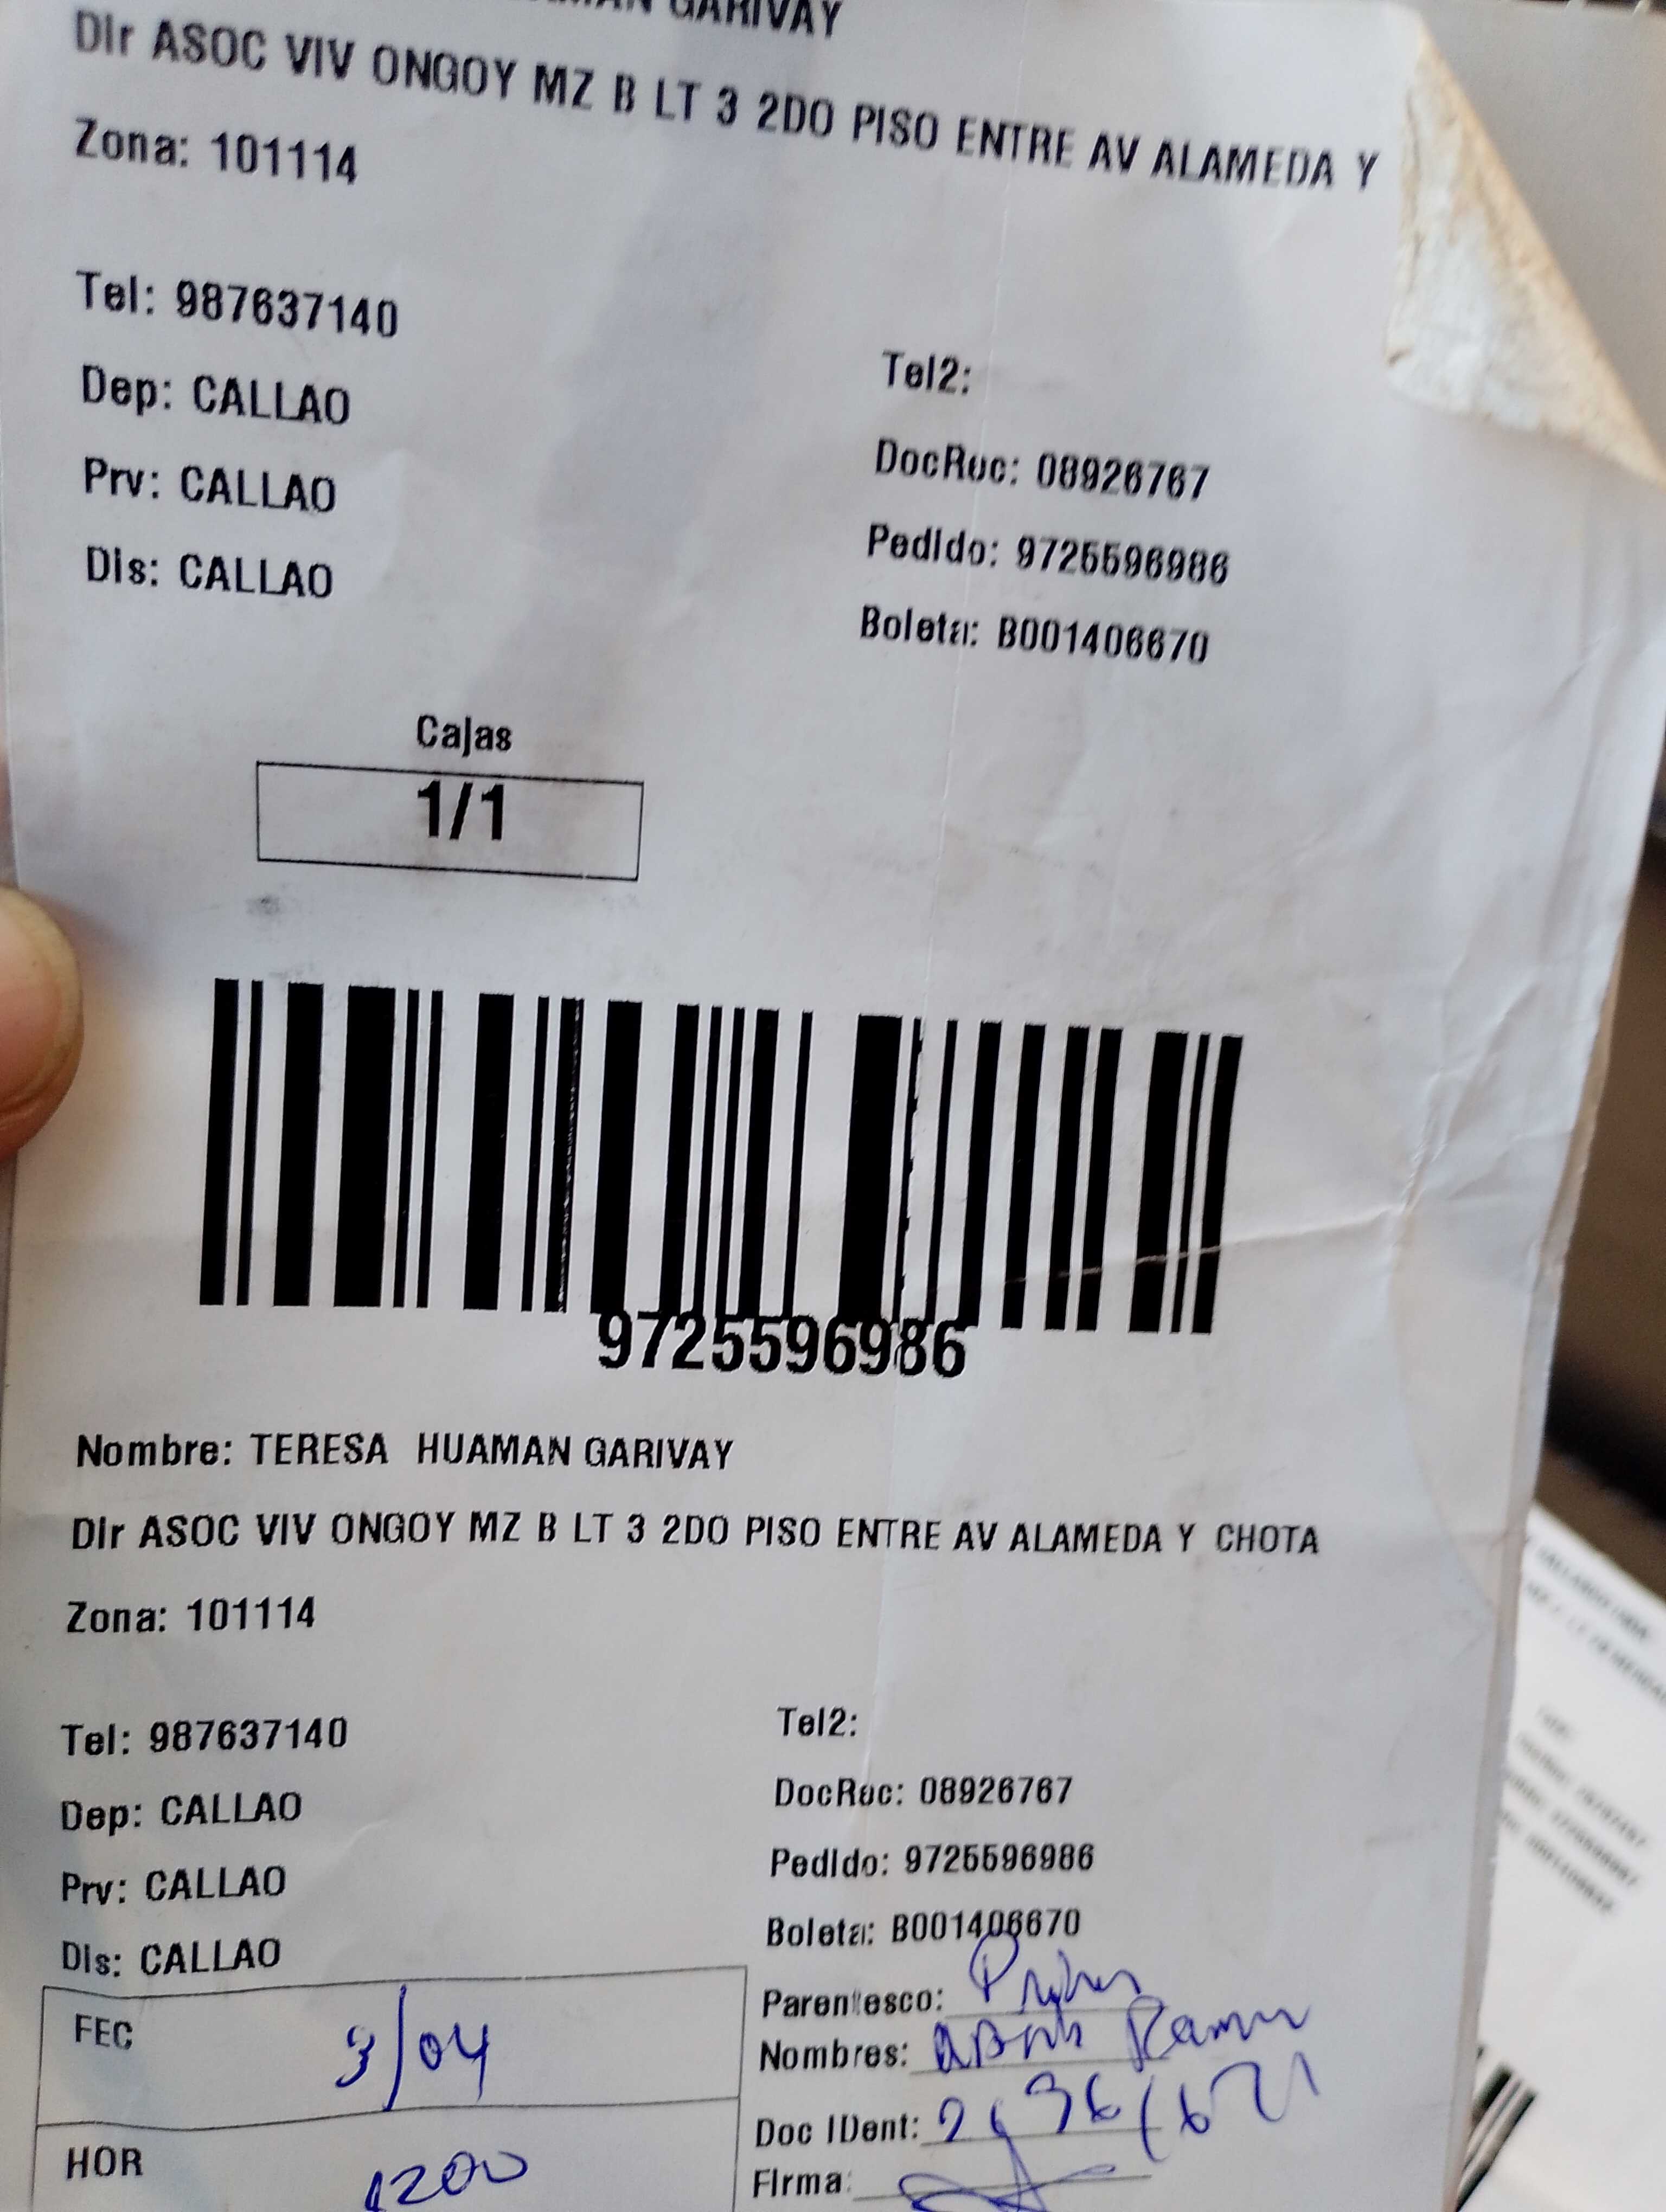 GARIVAY
Dir ASOC VIV ONGOY MZ B LT 3 2DO PISO ENTRE AV ALAMEDA Y
Zona: 101114
Tel: 987637140
Tel2:
Dep: CALLAO
DocRec: 08926767
Prv: CALLAO
Pedido: 9725596986
Dis: CALLAO
Boleta: B001406670
Cajas
1/1
9725596986
Nombre: TERESA HUAMAN GARIVAY
Dir ASOC VIV ONGOY MZ B LT 3 2DO PISO ENTRE AV ALAMEDA Y CHOTA
Zona: 101114
Tel: 987637140
Tel2:
Dep: CALLAO
DocRec: 08926767
Prv: CALLAO
Pedido: 9725596986
Dis: CALLAO
Boleta: B001406670
Parentesco:
FEC 3/04
Nombres:
Doc IDent:
HOR 1200
Firma: